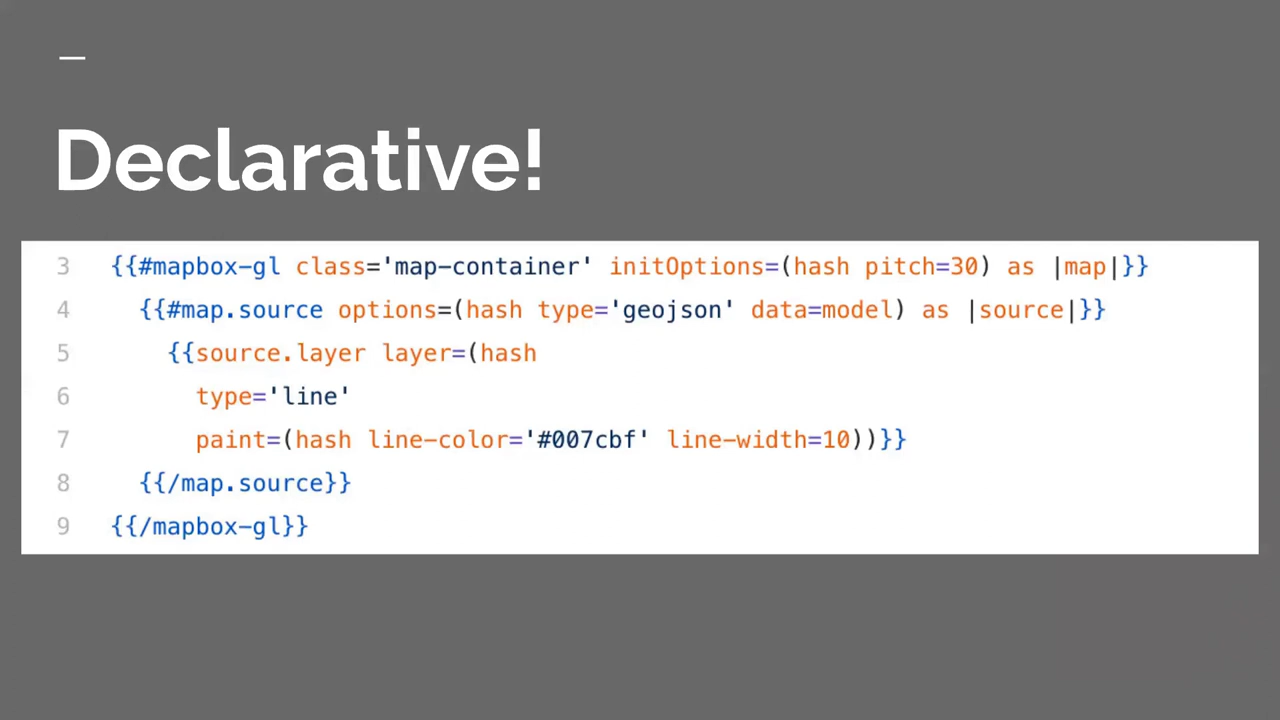 Declarative!
3 {{#mapbox-gl class='map-container' initOptions=(hash pitch=30) as |map|}}
4 {{#map.source options=(hash type='geojson' data=model) as |source|}}
5 {{source.layer layer=(hash
6 type='line'
7 paint=(hash line-color='#007cbf' line-width=10))}}
8 {{/map.source}}
9 {{/mapbox-gl}}